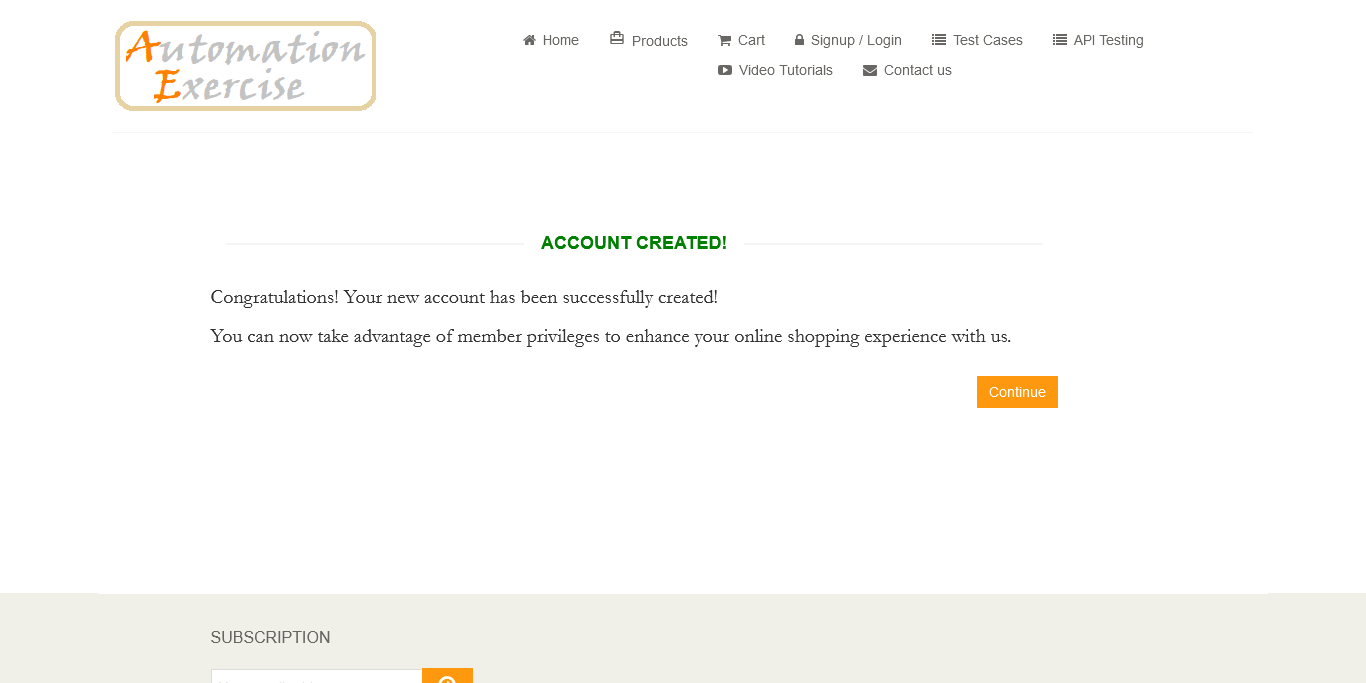 Automation
Exercise
Home
Products
Cart
Signup / Login
Test Cases
API Testing
Video Tutorials
Contact us
ACCOUNT CREATED!
Congratulations! Your new account has been successfully created!
You can now take advantage of member privileges to enhance your online shopping experience with us.
Continue
SUBSCRIPTION